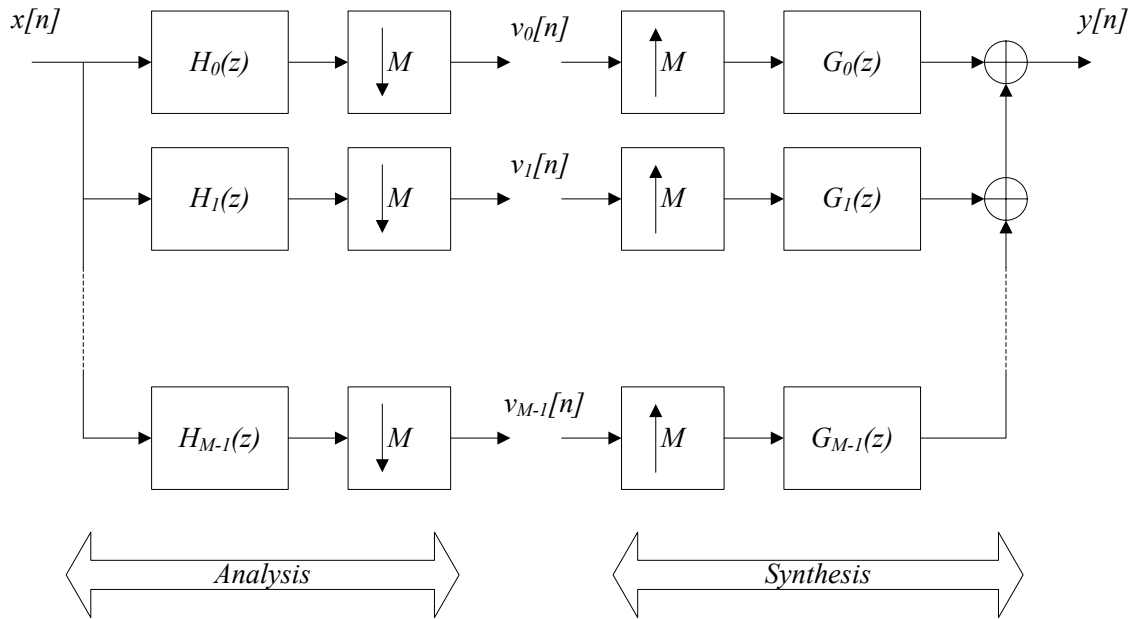 x[n] v0[n] y[n]
H0(z) M M G0(z)
v1[n]
H1(z) M M G1(z)
vM-1[n]
HM-1(z) M M GM-1(z)
Analysis Synthesis